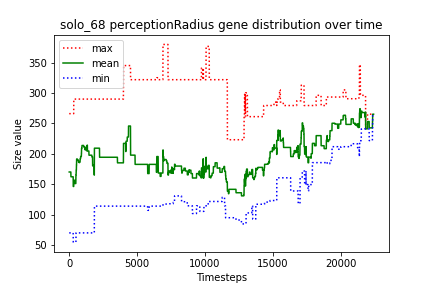 solo_68 perceptionRadius gene distribution over time
max
mean
min
Size value
350
300
250
200
150
100
50
0
5000
10000
15000
20000
Timesteps